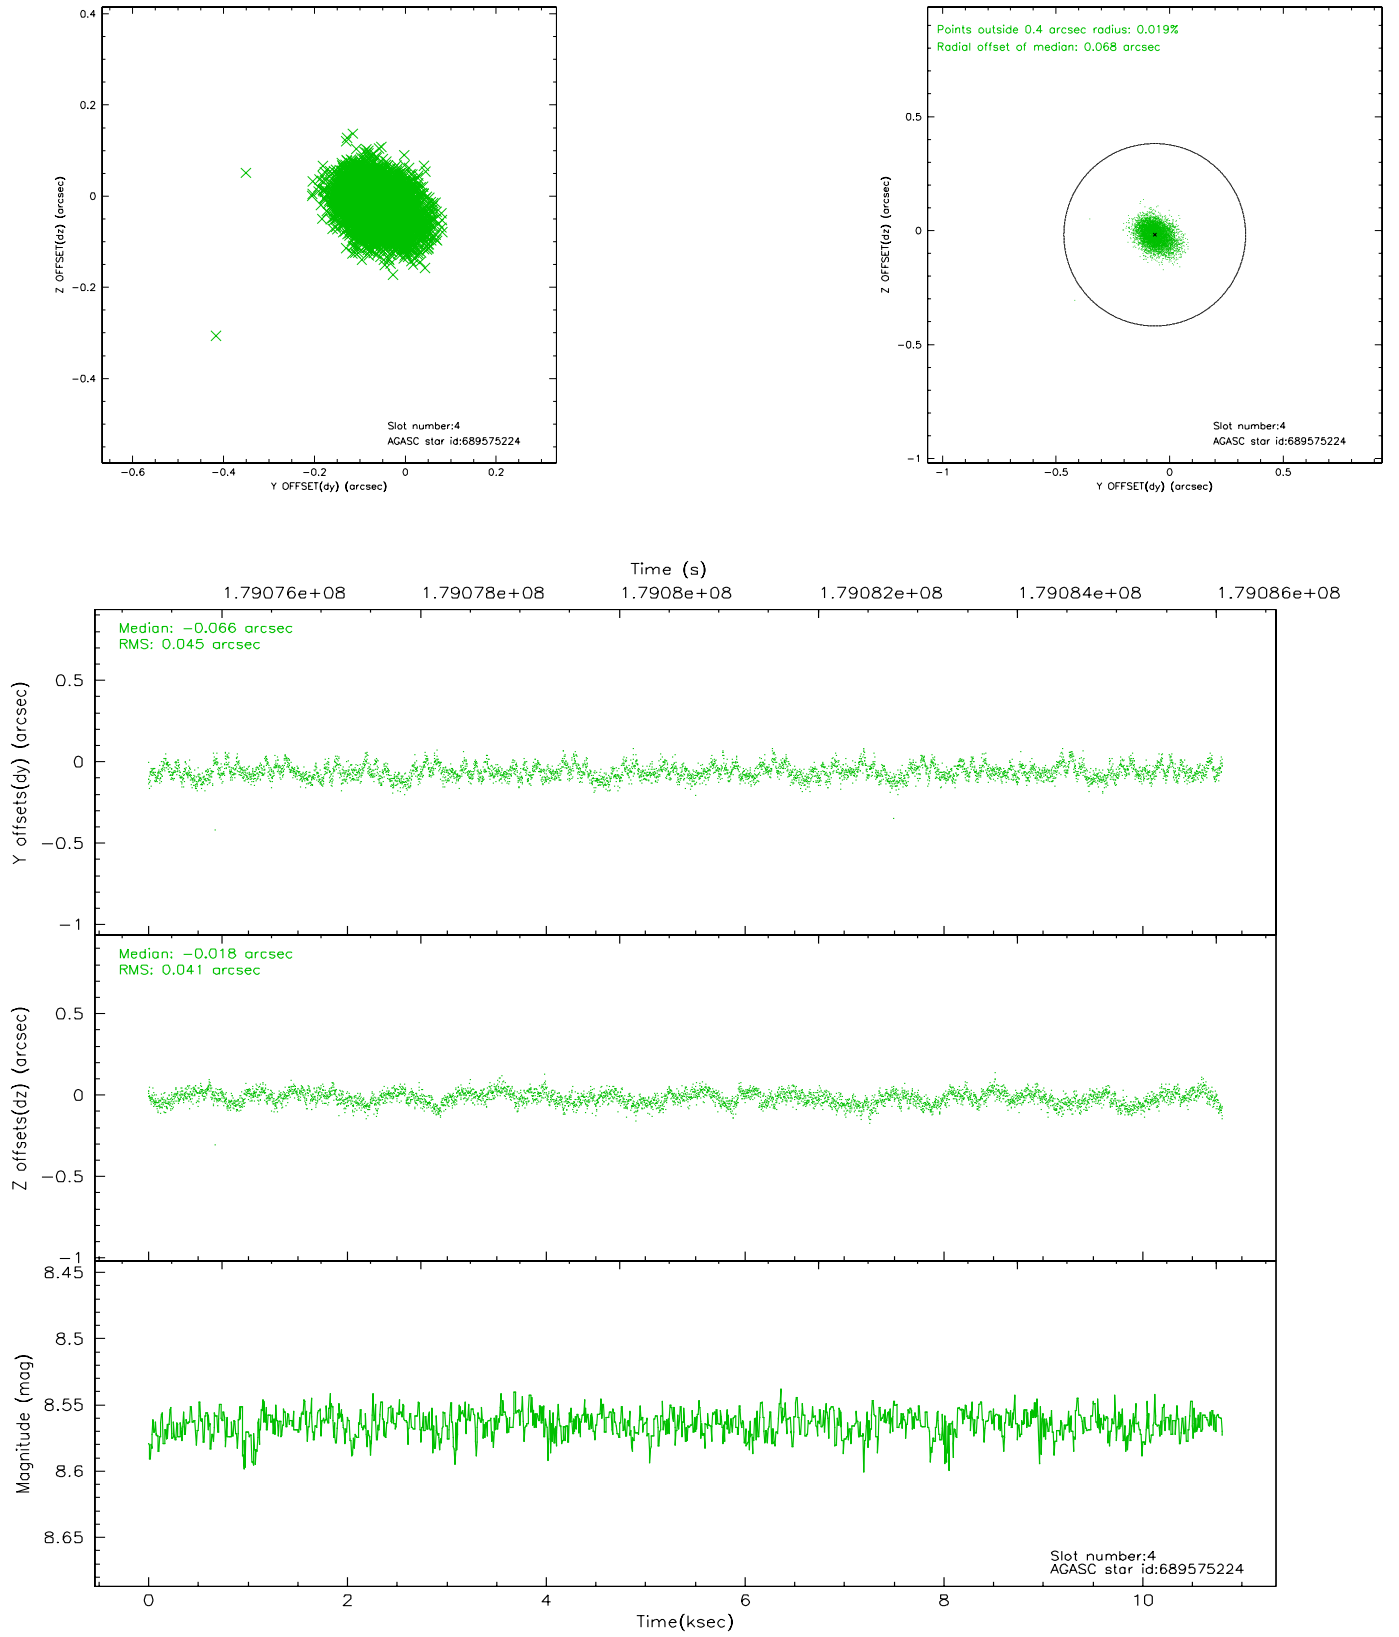 0.4
0.2
0
−0.2
−0.4
Z OFFSET(dz) (arcsec)
−0.6
−0.4
−0.2
0
0.2
Y OFFSET(dy) (arcsec)
Slot number:4
AGASC star id:689575224
Points outside 0.4 arcsec radius: 0.019%
Radial offset of median: 0.068 arcsec
0.5
0
−0.5
−1
Z OFFSET(dz) (arcsec)
−1
−0.5
0
0.5
Y OFFSET(dy) (arcsec)
Slot number:4
AGASC star id:689575224
Time (s)
1.79076e+08
1.79078e+08
1.7908e+08
1.79082e+08
1.79084e+08
1.79086e+08
Median: −0.066 arcsec
RMS: 0.045 arcsec
0.5
0
−0.5
−1
Y offsets(dy) (arcsec)
Median: −0.018 arcsec
RMS: 0.041 arcsec
0.5
0
−0.5
−1
Z offsets(dz) (arcsec)
8.45
8.5
8.55
8.6
8.65
Magnitude (mag)
Slot number:4
AGASC star id:689575224
0
2
4
6
8
10
Time(ksec)